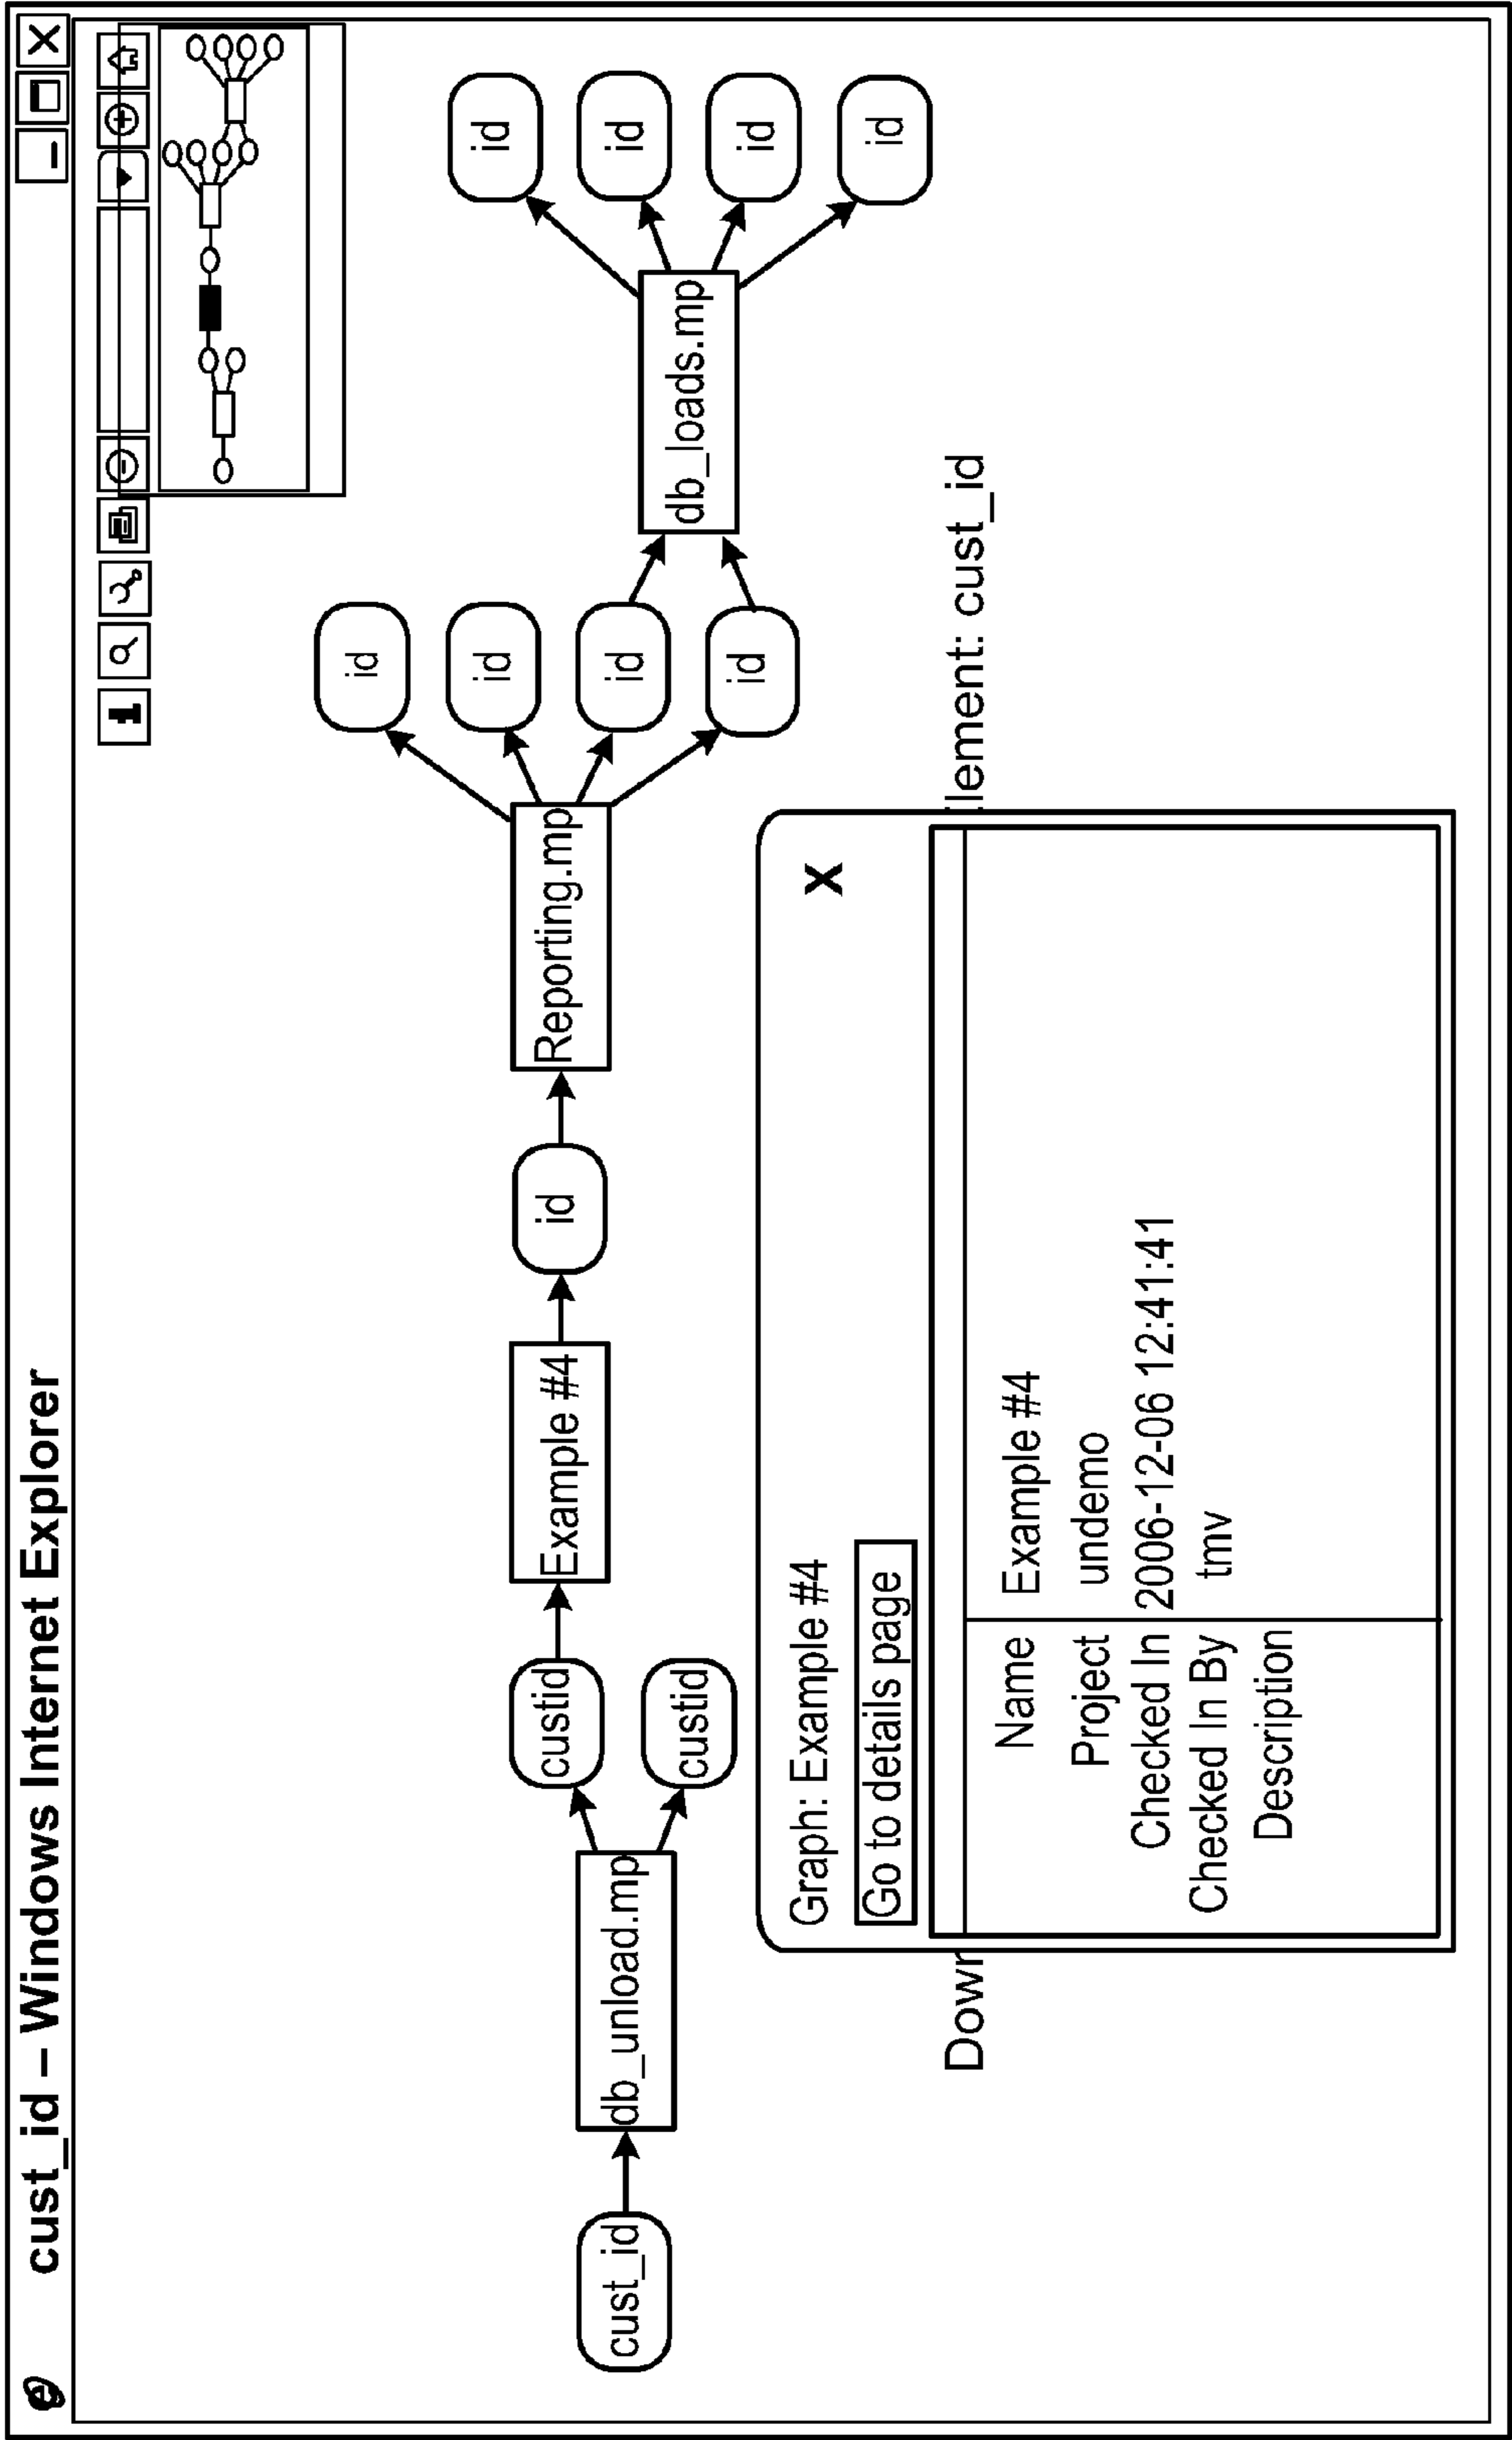 cust_id – Windows Internet Explorer
cust_id
db_unload.mp
custid
custid
Example #4
id
Reporting.mp
id
id
id
id
db_loads.mp
id
id
id
id
Graph: Example #4
X
Go to details page
Name Example #4
Project undemo
Checked In 2006-12-06 12:41:41
Checked In By tmv
Description
lement: cust_id